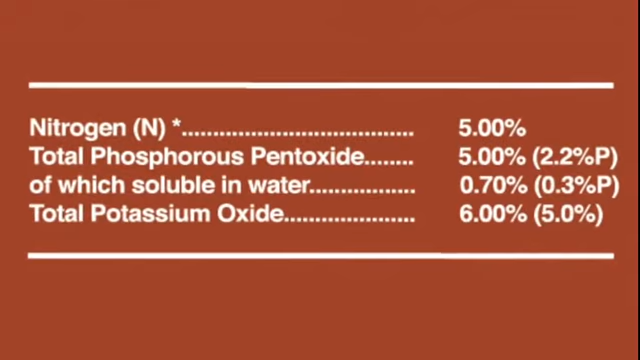 Nitrogen (N) *..................................... 5.00%
Total Phosphorous Pentoxide........ 5.00% (2.2%P)
of which soluble in water................. 0.70% (0.3%P)
Total Potassium Oxide..................... 6.00% (5.0%)